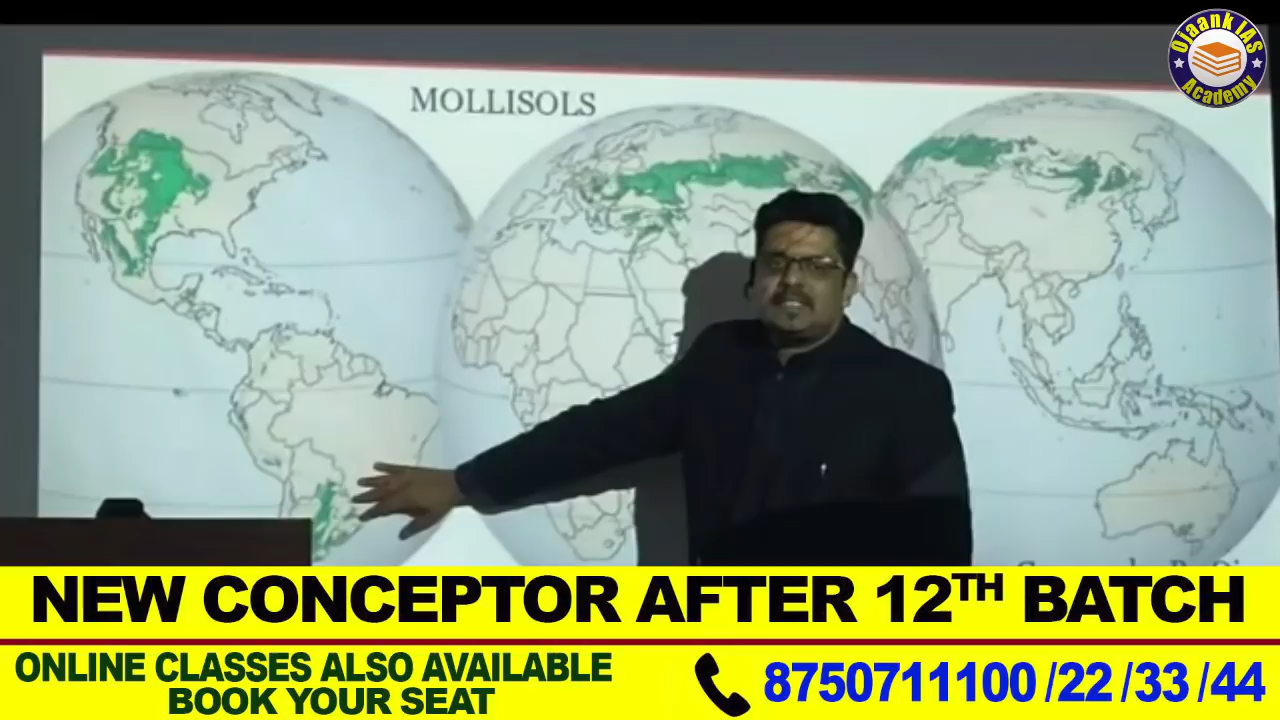 Ojaank IAS
Academy
MOLLISOLS
NEW CONCEPTOR AFTER 12TH BATCH
ONLINE CLASSES ALSO AVAILABLE
BOOK YOUR SEAT
8750711100 /22 /33 /44